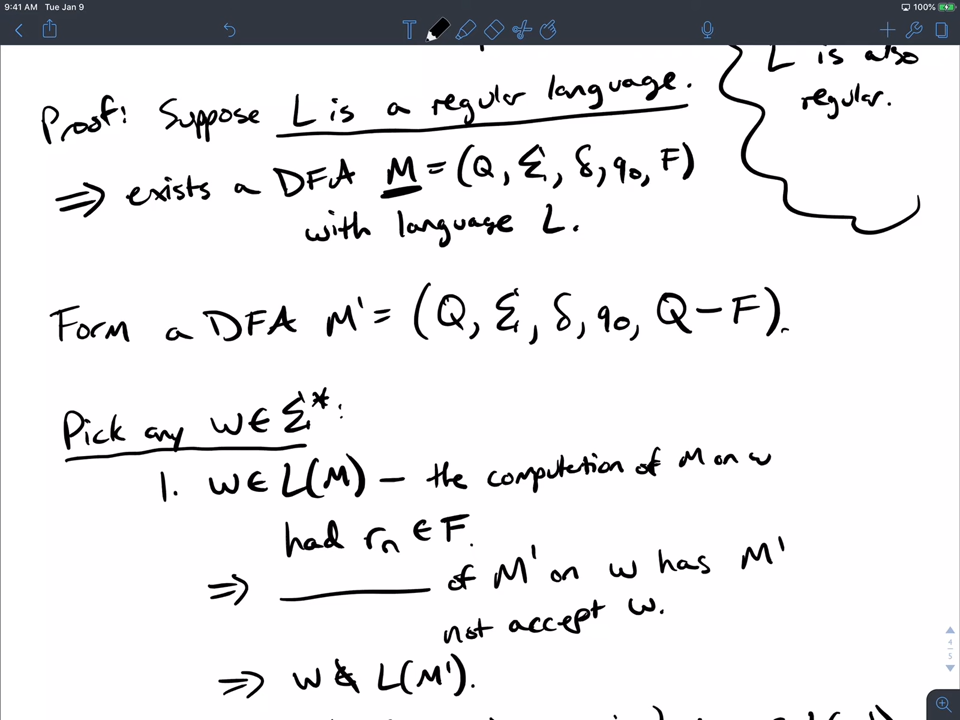 9:41 AM Tue Jan 9
100%
L is also
regular.
Proof: Suppose L is a regular language.
⇒ exists a DFA M = (Q, Σ, δ, q0, F)
with language L.
Form a DFA M' = (Q, Σ, δ, q0, Q - F).
Pick any w ∈ Σ*:
1. w ∈ L(M) — the computation of M on w
had rn ∈ F.
⇒ ______ of M' on w has M'
not accept w.
⇒ w ∉ L(M').
4
5